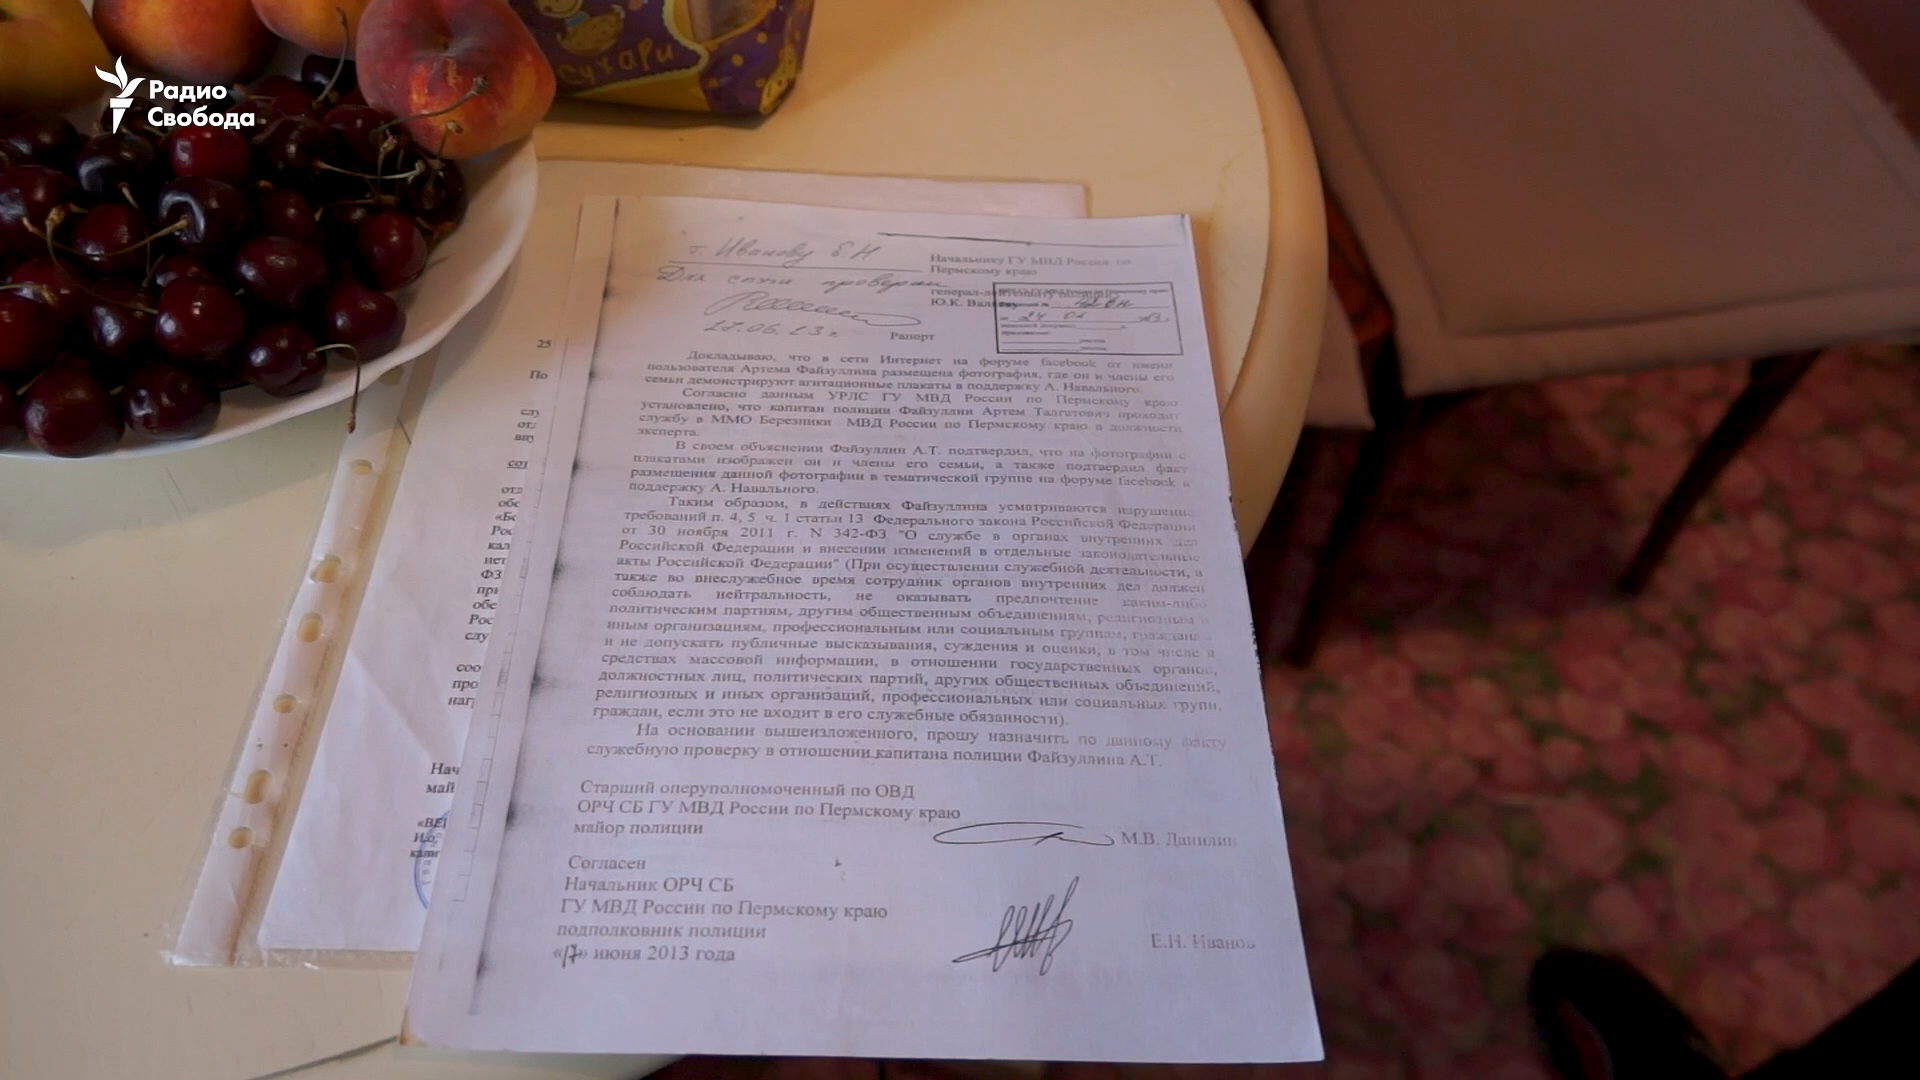 Радио
Свобода
сухари
т. Иванову Е.Н
Для служ проверки
27.06.13 г.
Начальнику ГУ МВД России по
Пермскому краю
генерал-лейтенанту полиции
Ю.К.
24 06
Рапорт
Докладываю, что в сети Интернет на форуме facebook от имени
пользователя Артема Файзуллина размещена фотография, где он и члены его
семьи демонстрируют агитационные плакаты в поддержку А. Навального.
Согласно данным УРЛС ГУ МВД России по Пермскому краю
установлено, что капитан полиции Файзуллин Артем Талгатович проходит
службу в ММО Березники МВД России по Пермскому краю в должности
эксперта.
В своем объяснении Файзуллин А.Т. подтвердил, что на фотографии с
плакатами изображен он и члены его семьи, а также подтвердил факт
размещения данной фотографии в тематической группе на форуме facebook в
поддержку А. Навального.
Таким образом, в действиях Файзуллина усматриваются нарушение
требований п. 4, 5 ч. 1 статьи 13 Федерального закона Российской Федерации
от 30 ноября 2011 г. N 342-ФЗ "О службе в органах внутренних дел
Российской Федерации и внесении изменений в отдельные законодательные
акты Российской Федерации" (При осуществлении служебной деятельности, а
также во внеслужебное время сотрудник органов внутренних дел должен
соблюдать нейтральность, не оказывать предпочтение каким-либо
политическим партиям, другим общественным объединениям, религиозным и
иным организациям, профессиональным или социальным группам, гражданам
и не допускать публичные высказывания, суждения и оценки, в том числе в
средствах массовой информации, в отношении государственных органов,
должностных лиц, политических партий, других общественных объединений,
религиозных и иных организаций, профессиональных или социальных групп,
граждан, если это не входит в его служебные обязанности).
На основании вышеизложенного, прошу назначить по данному факту
служебную проверку в отношении капитана полиции Файзуллина А.Т.
Старший оперуполномоченный по ОВД
ОРЧ СБ ГУ МВД России по Пермскому краю
майор полиции
М.В. Данилин
Согласен
Начальник ОРЧ СБ
ГУ МВД России по Пермскому краю
подполковник полиции
Е.Н. Иванов
«17» июня 2013 года
25
По